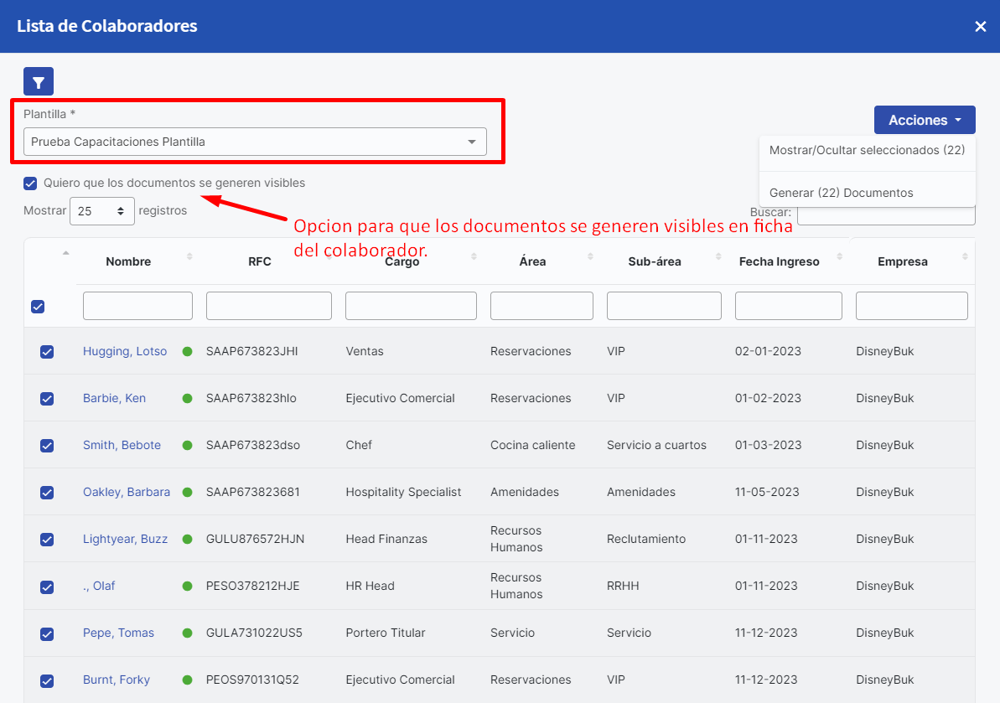 Lista de Colaboradores
Plantilla *
Prueba Capacitaciones Plantilla
Acciones
Mostrar/Ocultar seleccionados (22)
Generar (22) Documentos
Quiero que los documentos se generen visibles
Mostrar 25 registros
Buscar:
Opcion para que los documentos se generen visibles en ficha
del colaborador.
Nombre RFC Cargo Área Sub-área Fecha Ingreso Empresa
Hugging, Lotso SAAP673823JHI Ventas Reservaciones VIP 02-01-2023 DisneyBuk
Barbie, Ken SAAP673823hlo Ejecutivo Comercial Reservaciones VIP 01-02-2023 DisneyBuk
Smith, Bebote SAAP673823dso Chef Cocina caliente Servicio a cuartos 01-03-2023 DisneyBuk
Oakley, Barbara SAAP673823681 Hospitality Specialist Amenidades Amenidades 11-05-2023 DisneyBuk
Lightyear, Buzz GULU876572HJN Head Finanzas Recursos Humanos Reclutamiento 01-11-2023 DisneyBuk
., Olaf PESO378212HJE HR Head Recursos Humanos RRHH 01-11-2023 DisneyBuk
Pepe, Tomas GULA731022US5 Portero Titular Servicio Servicio 11-12-2023 DisneyBuk
Burnt, Forky PEOS970131Q52 Ejecutivo Comercial Reservaciones VIP 11-12-2023 DisneyBuk